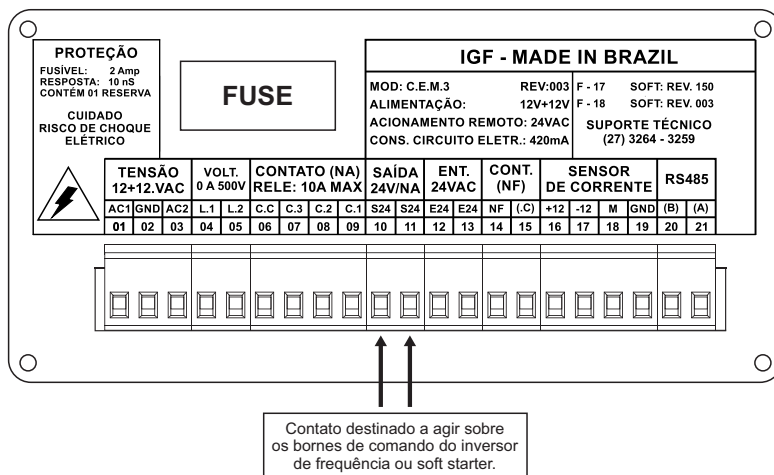 PROTEÇÃO
FUSÍVEL: 2 Amp
RESPOSTA: 10 nS
CONTÉM 01 RESERVA
CUIDADO
RISCO DE CHOQUE
ELÉTRICO
FUSE
IGF - MADE IN BRAZIL
MOD: C.E.M.3 REV:003
ALIMENTAÇÃO: 12V+12V
ACIONAMENTO REMOTO: 24VAC
CONS. CIRCUITO ELETR.: 420mA
F - 17 SOFT: REV. 150
F - 18 SOFT: REV. 003
SUPORTE TÉCNICO
(27) 3264 - 3259
TENSÃO
12+12.VAC
VOLT.
0 A 500V
CONTATO (NA)
RELE: 10A MAX
SAÍDA
24V/NA
ENT.
24VAC
CONT.
(NF)
SENSOR
DE CORRENTE
RS485
AC1 GND AC2 L.1 L.2 C.C C.3 C.2 C.1 S24 S24 E24 E24 NF (.C) +12 -12 M GND (B) (A)
01 02 03 04 05 06 07 08 09 10 11 12 13 14 15 16 17 18 19 20 21
Contato destinado a agir sobre
os bornes de comando do inversor
de frequência ou soft starter.